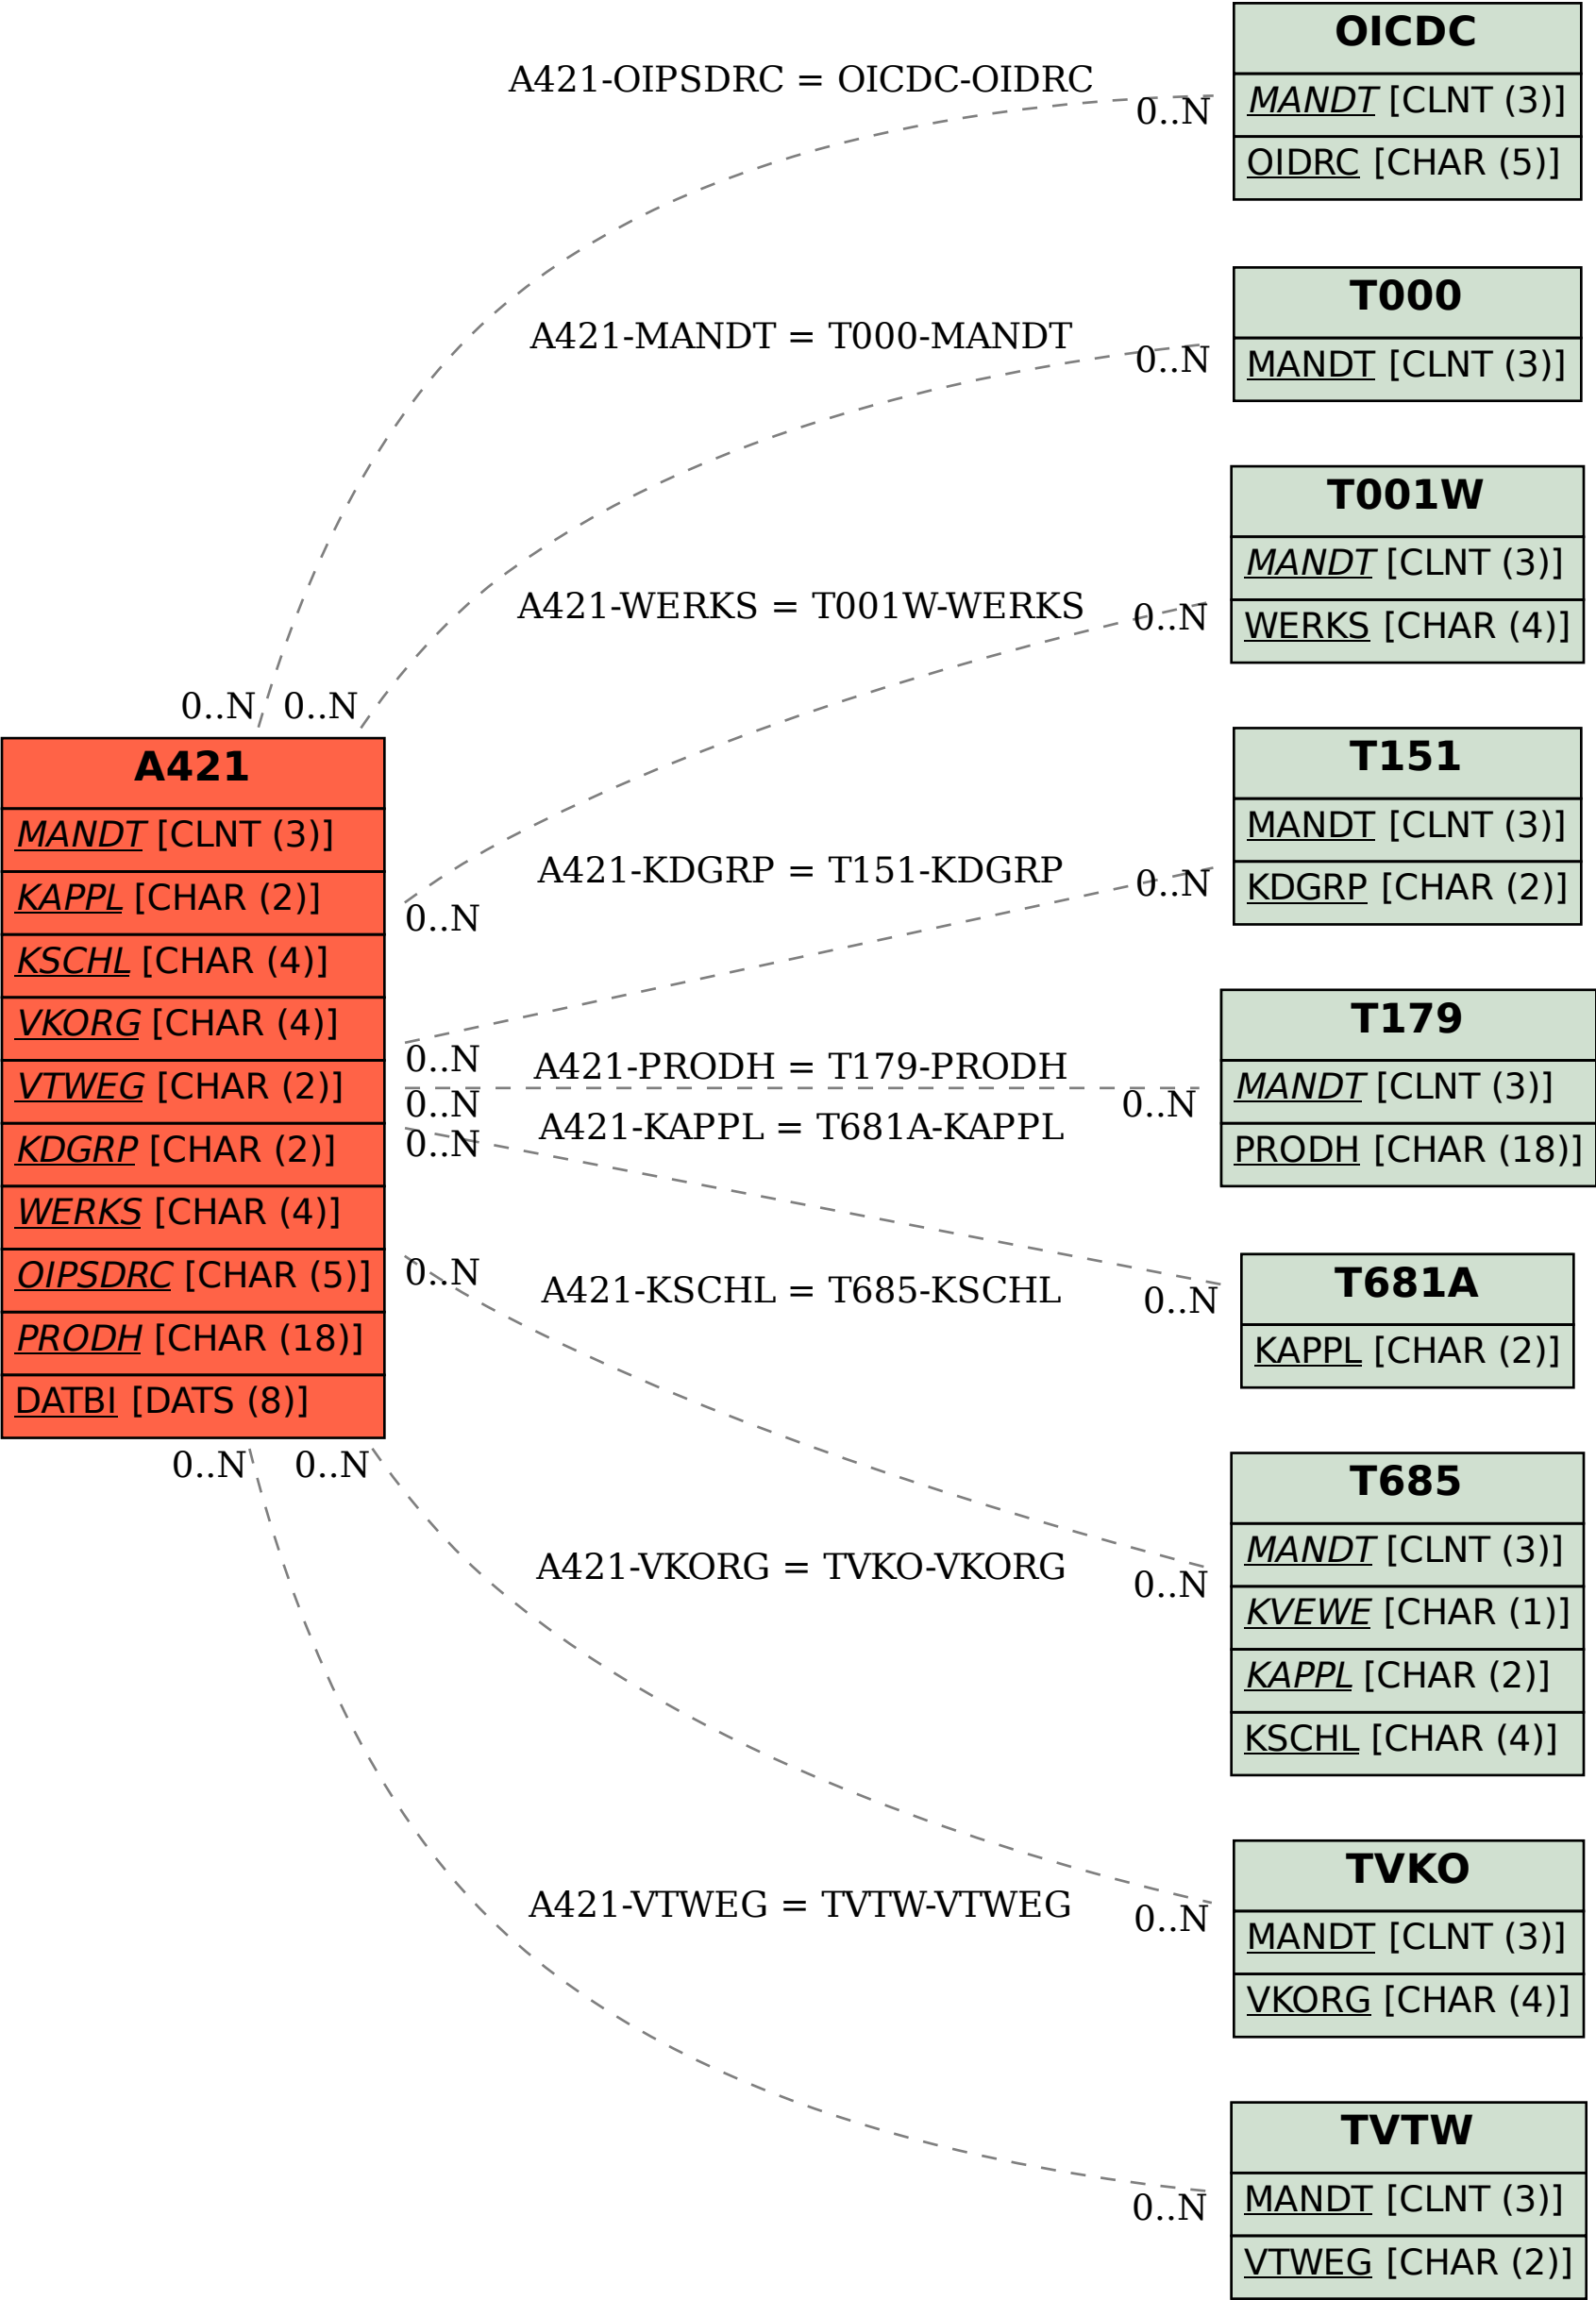 OICDC
A421-OIPSDRC = OICDC-OIDRC
0..N
MANDT [CLNT (3)]
OIDRC [CHAR (5)]
T000
A421-MANDT = T000-MANDT
0..N
MANDT [CLNT (3)]
T001W
MANDT [CLNT (3)]
A421-WERKS = T001W-WERKS
0..N
WERKS [CHAR (4)]
0..N
0..N
A421
MANDT [CLNT (3)]
KAPPL [CHAR (2)]
KSCHL [CHAR (4)]
VKORG [CHAR (4)]
VTWEG [CHAR (2)]
KDGRP [CHAR (2)]
WERKS [CHAR (4)]
OIPSDRC [CHAR (5)]
PRODH [CHAR (18)]
DATBI [DATS (8)]
T151
MANDT [CLNT (3)]
A421-KDGRP = T151-KDGRP
0..N
KDGRP [CHAR (2)]
0..N
T179
0..N
A421-PRODH = T179-PRODH
MANDT [CLNT (3)]
0..N
0..N
A421-KAPPL = T681A-KAPPL
0..N
PRODH [CHAR (18)]
T681A
0..N
A421-KSCHL = T685-KSCHL
0..N
KAPPL [CHAR (2)]
0..N
0..N
T685
MANDT [CLNT (3)]
A421-VKORG = TVKO-VKORG
0..N
KVEWE [CHAR (1)]
KAPPL [CHAR (2)]
KSCHL [CHAR (4)]
TVKO
A421-VTWEG = TVTW-VTWEG
0..N
MANDT [CLNT (3)]
VKORG [CHAR (4)]
TVTW
0..N
MANDT [CLNT (3)]
VTWEG [CHAR (2)]